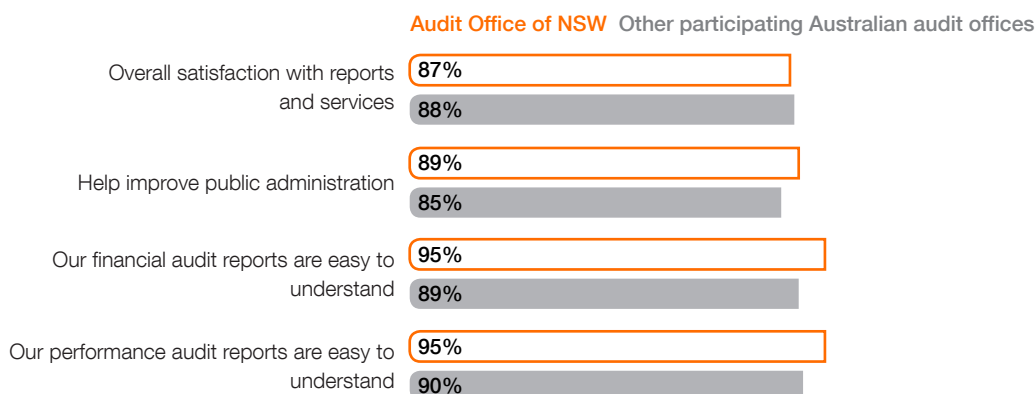 Audit Office of NSW Other participating Australian audit offices
Overall satisfaction with reports
and services
87%
88%
Help improve public administration
89%
85%
Our financial audit reports are easy to
understand
95%
89%
Our performance audit reports are easy to
understand
95%
90%